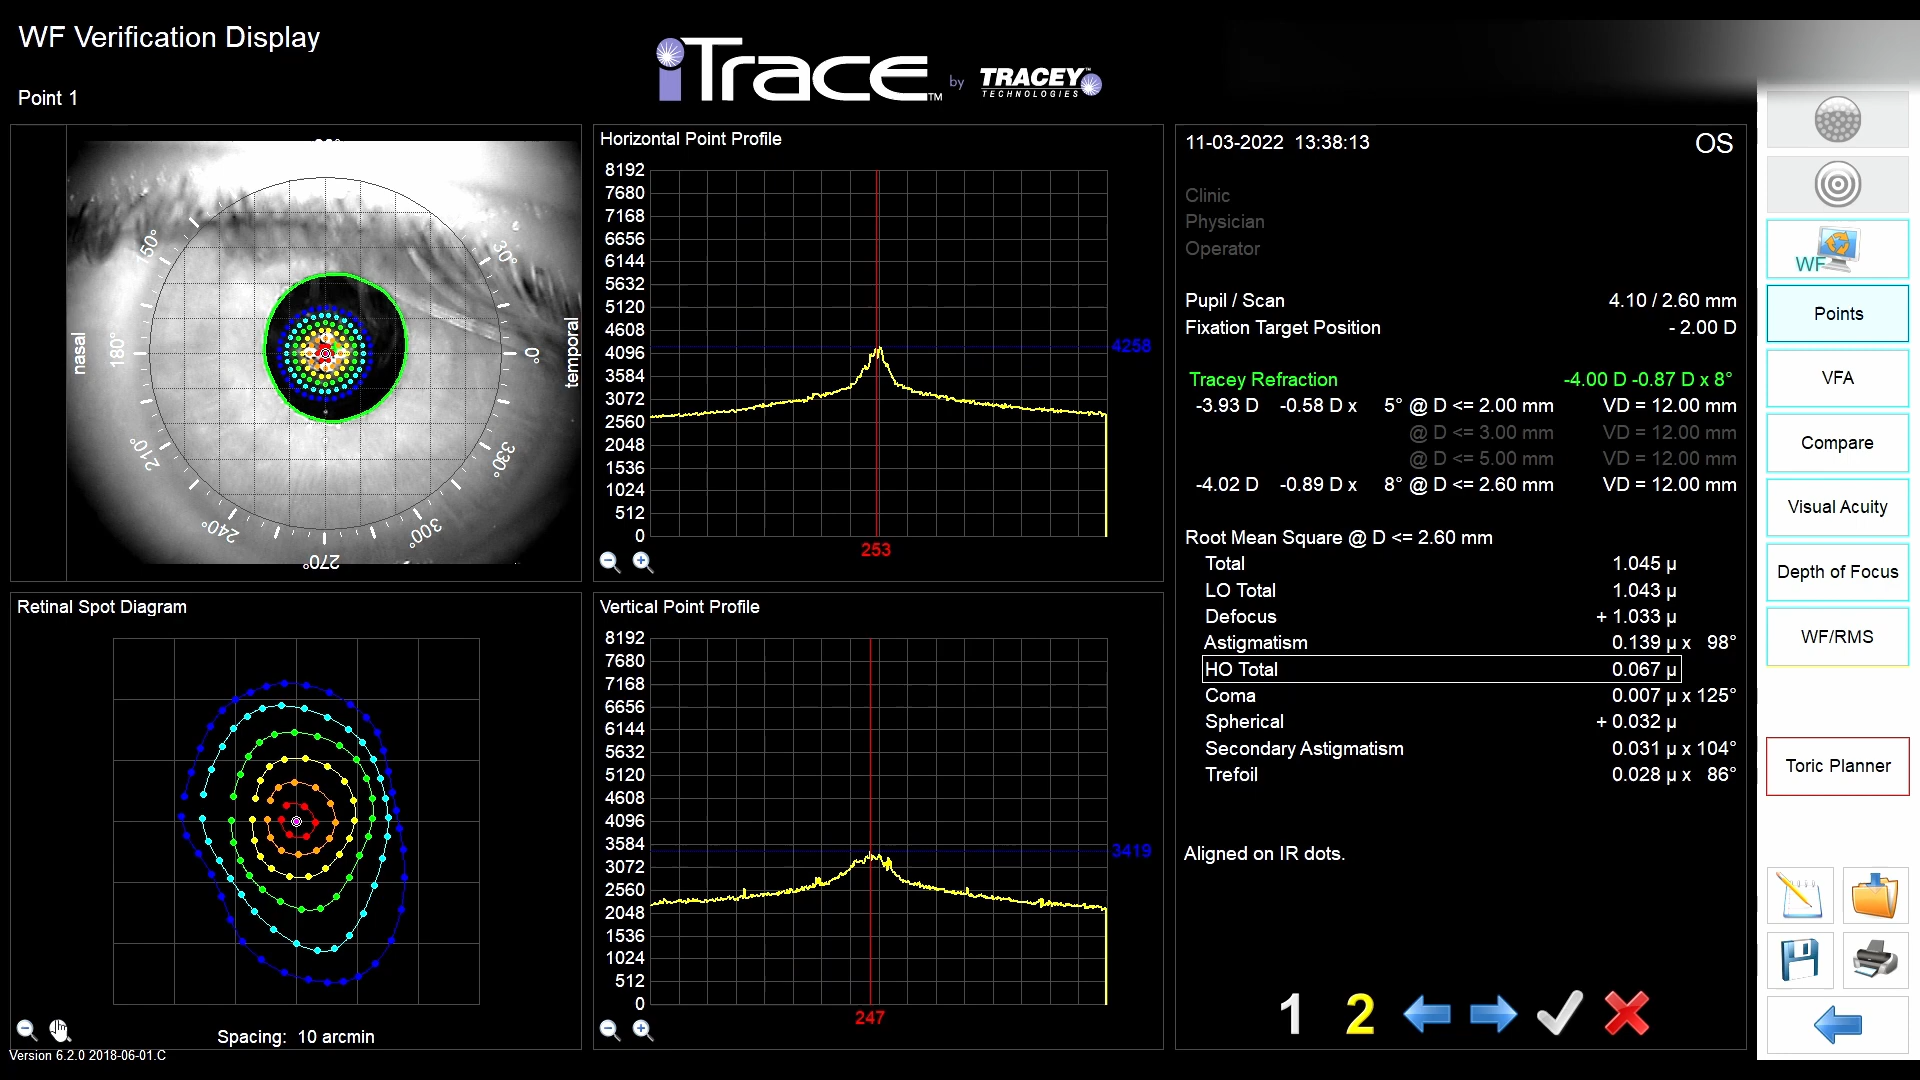 WF Verification Display
Point 1
iTrace™ by TRACEY™ TECHNOLOGIES
90°
150°
30°
nasal
180°
0°
temporal
210°
330°
240°
300°
270°
Horizontal Point Profile
8192
7680
7168
6656
6144
5632
5120
4608
4096
3584
3072
2560
2048
1536
1024
512
0
4258
253
Retinal Spot Diagram
Spacing: 10 arcmin
Version 6.2.0 2018-06-01.C
Vertical Point Profile
8192
7680
7168
6656
6144
5632
5120
4608
4096
3584
3072
2560
2048
1536
1024
512
0
3419
247
11-03-2022 13:38:13 OS
Clinic
Physician
Operator
Pupil / Scan 4.10 / 2.60 mm
Fixation Target Position - 2.00 D
Tracey Refraction -4.00 D -0.87 D x 8°
-3.93 D -0.58 D x 5° @ D <= 2.00 mm VD = 12.00 mm
@ D <= 3.00 mm VD = 12.00 mm
@ D <= 5.00 mm VD = 12.00 mm
-4.02 D -0.89 D x 8° @ D <= 2.60 mm VD = 12.00 mm
Root Mean Square @ D <= 2.60 mm
Total 1.045 µ
LO Total 1.043 µ
Defocus + 1.033 µ
Astigmatism 0.139 µ x 98°
HO Total 0.067 µ
Coma 0.007 µ x 125°
Spherical + 0.032 µ
Secondary Astigmatism 0.031 µ x 104°
Trefoil 0.028 µ x 86°
Aligned on IR dots.
1 2
WF
Points
VFA
Compare
Visual Acuity
Depth of Focus
WF/RMS
Toric Planner